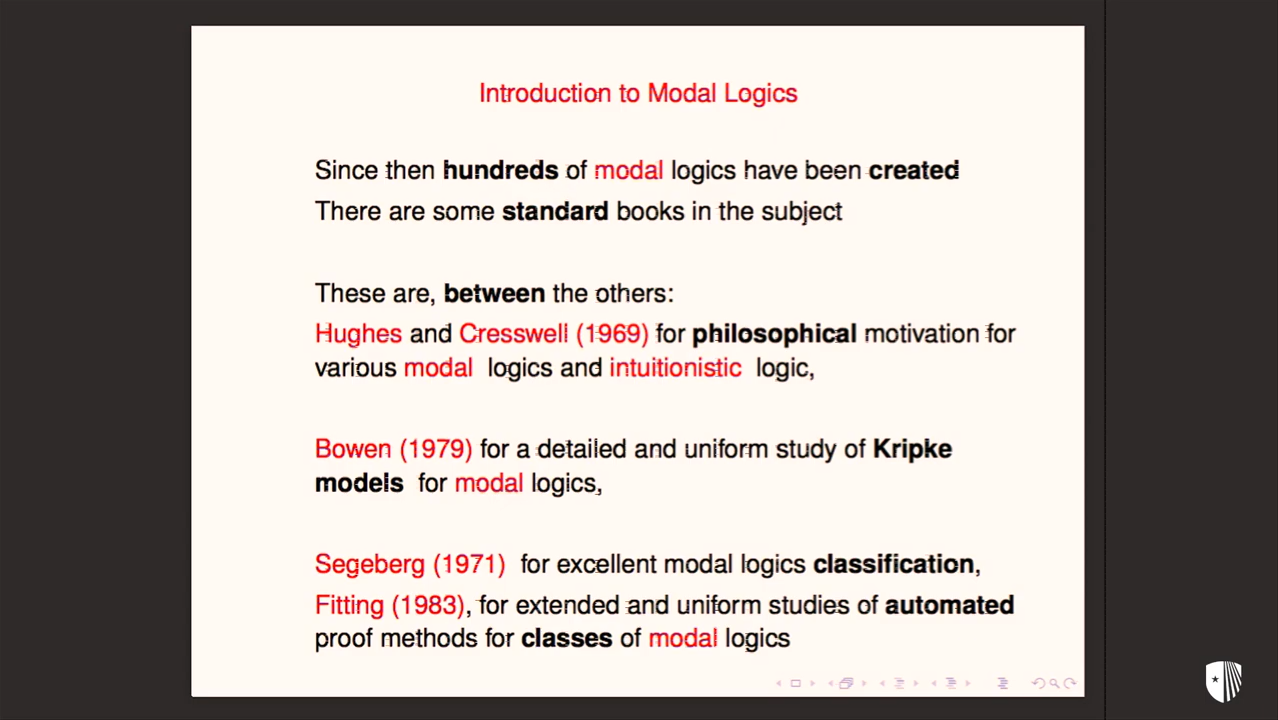 Introduction to Modal Logics
Since then hundreds of modal logics have been created
There are some standard books in the subject
These are, between the others:
Hughes and Cresswell (1969) for philosophical motivation for
various modal logics and intuitionistic logic,
Bowen (1979) for a detailed and uniform study of Kripke
models for modal logics,
Segeberg (1971) for excellent modal logics classification,
Fitting (1983), for extended and uniform studies of automated
proof methods for classes of modal logics